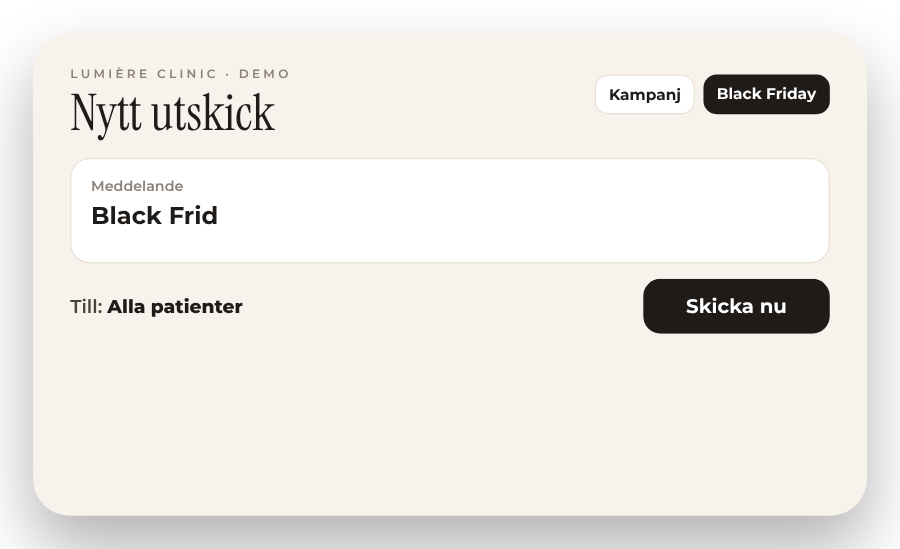 LUMIÈRE CLINIC · DEMO
Nytt utskick
Kampanj
Black Friday
Meddelande
Black Frid
Till: Alla patienter
Skicka nu